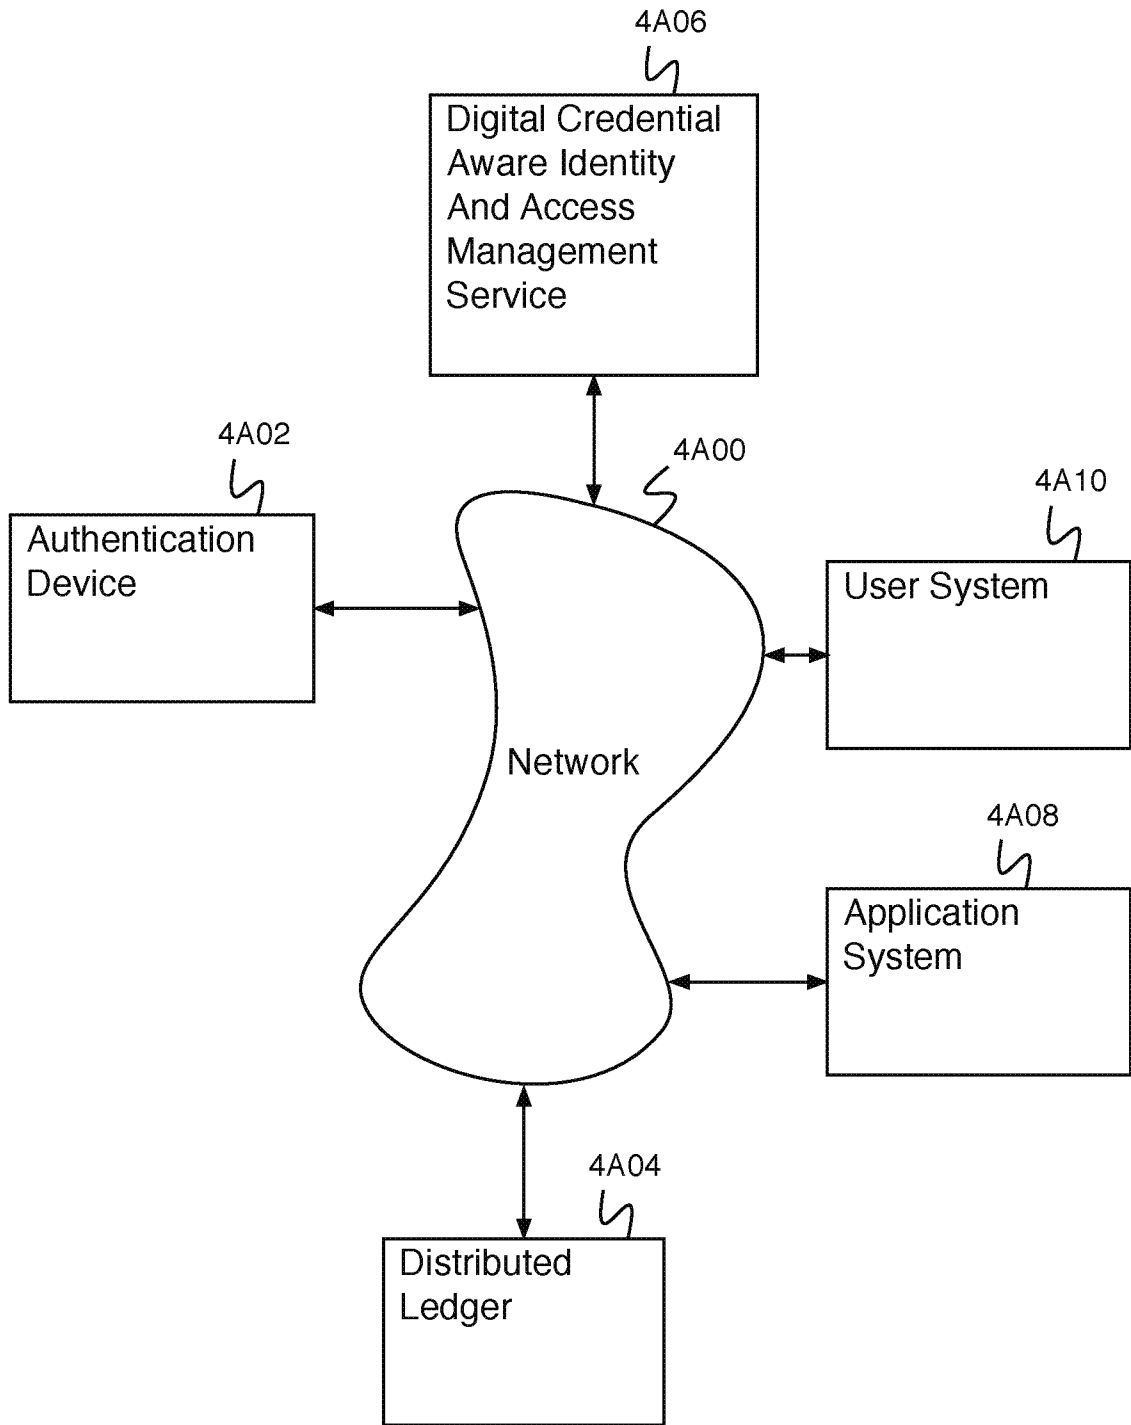 4A06
Digital Credential
Aware Identity
And Access
Management
Service
4A02
4A00
4A10
Authentication
Device
User System
Network
4A08
Application
System
4A04
Distributed
Ledger